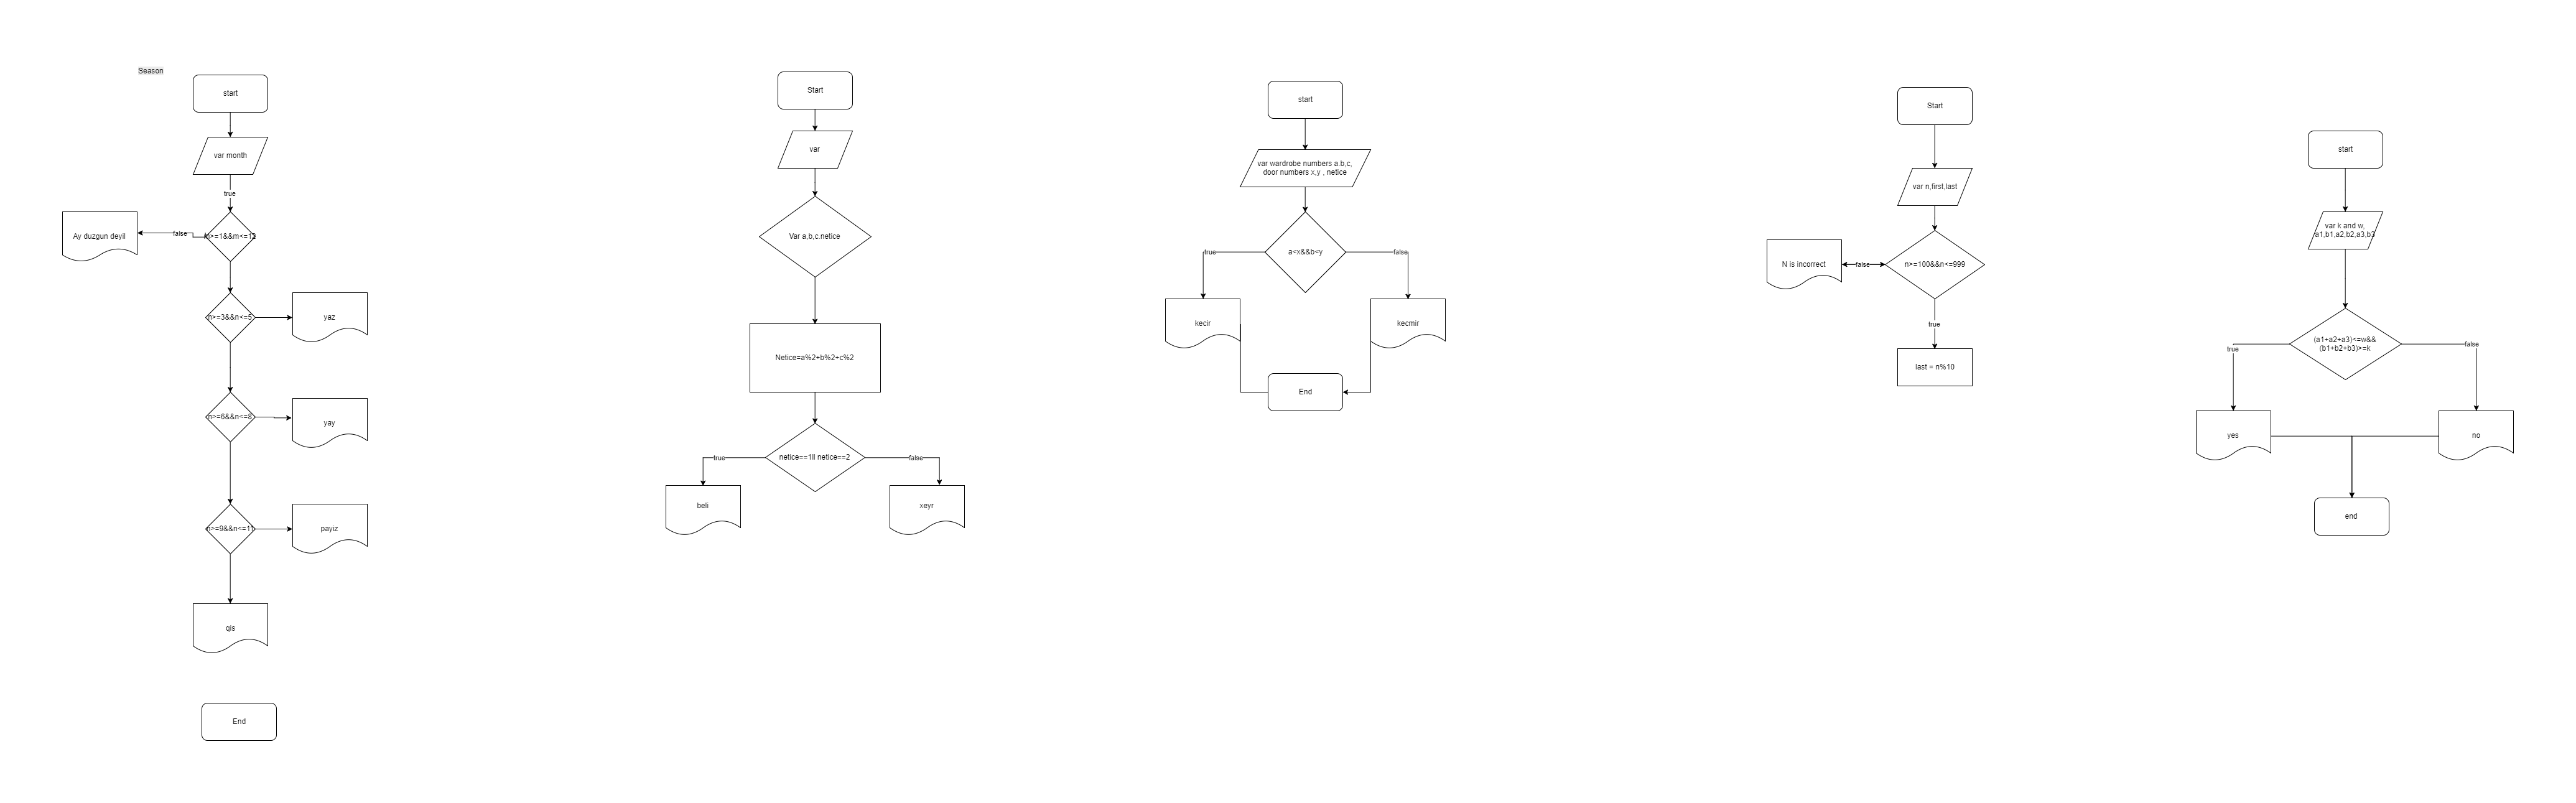 Season
start
var month
true
m>=1&&m<=12
false
Ay duzgun deyil
n>=3&&n<=5
yaz
n>=6&&n<=8
yay
n>=9&&n<=11
payiz
qis
End
Start
var
Var a,b,c.netice
Netice=a%2+b%2+c%2
netice==1ll netice==2
true
false
beli
xeyr
start
var wardrobe numbers a.b,c,
door numbers x,y , netice
a<x&&b<y
true
false
kecir
kecmir
End
Start
var n,first,last
n>=100&&n<=999
false
N is incorrect
true
last = n%10
start
var k and w,
a1,b1,a2,b2,a3,b3
(a1+a2+a3)<=w&&
(b1+b2+b3)>=k
true
false
yes
no
end